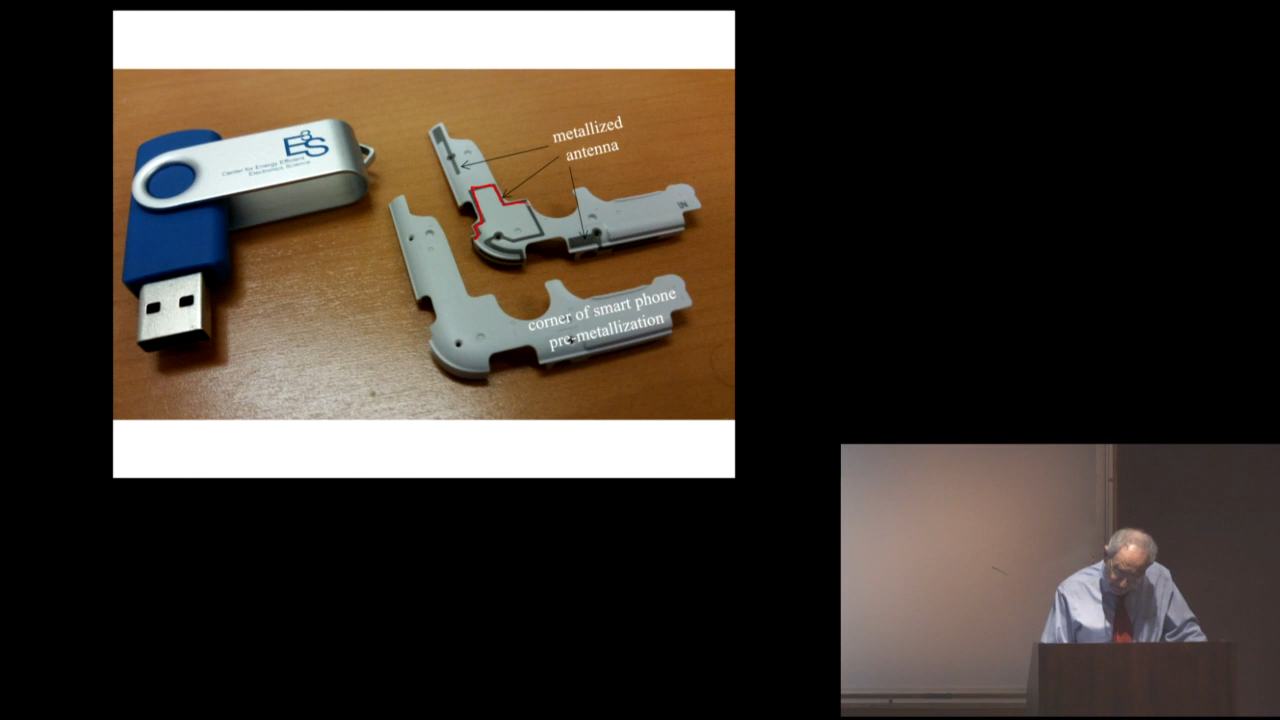 E³S
Center for Energy Efficient
Electronics Science
metallized
antenna
corner of smart phone
pre-metallization